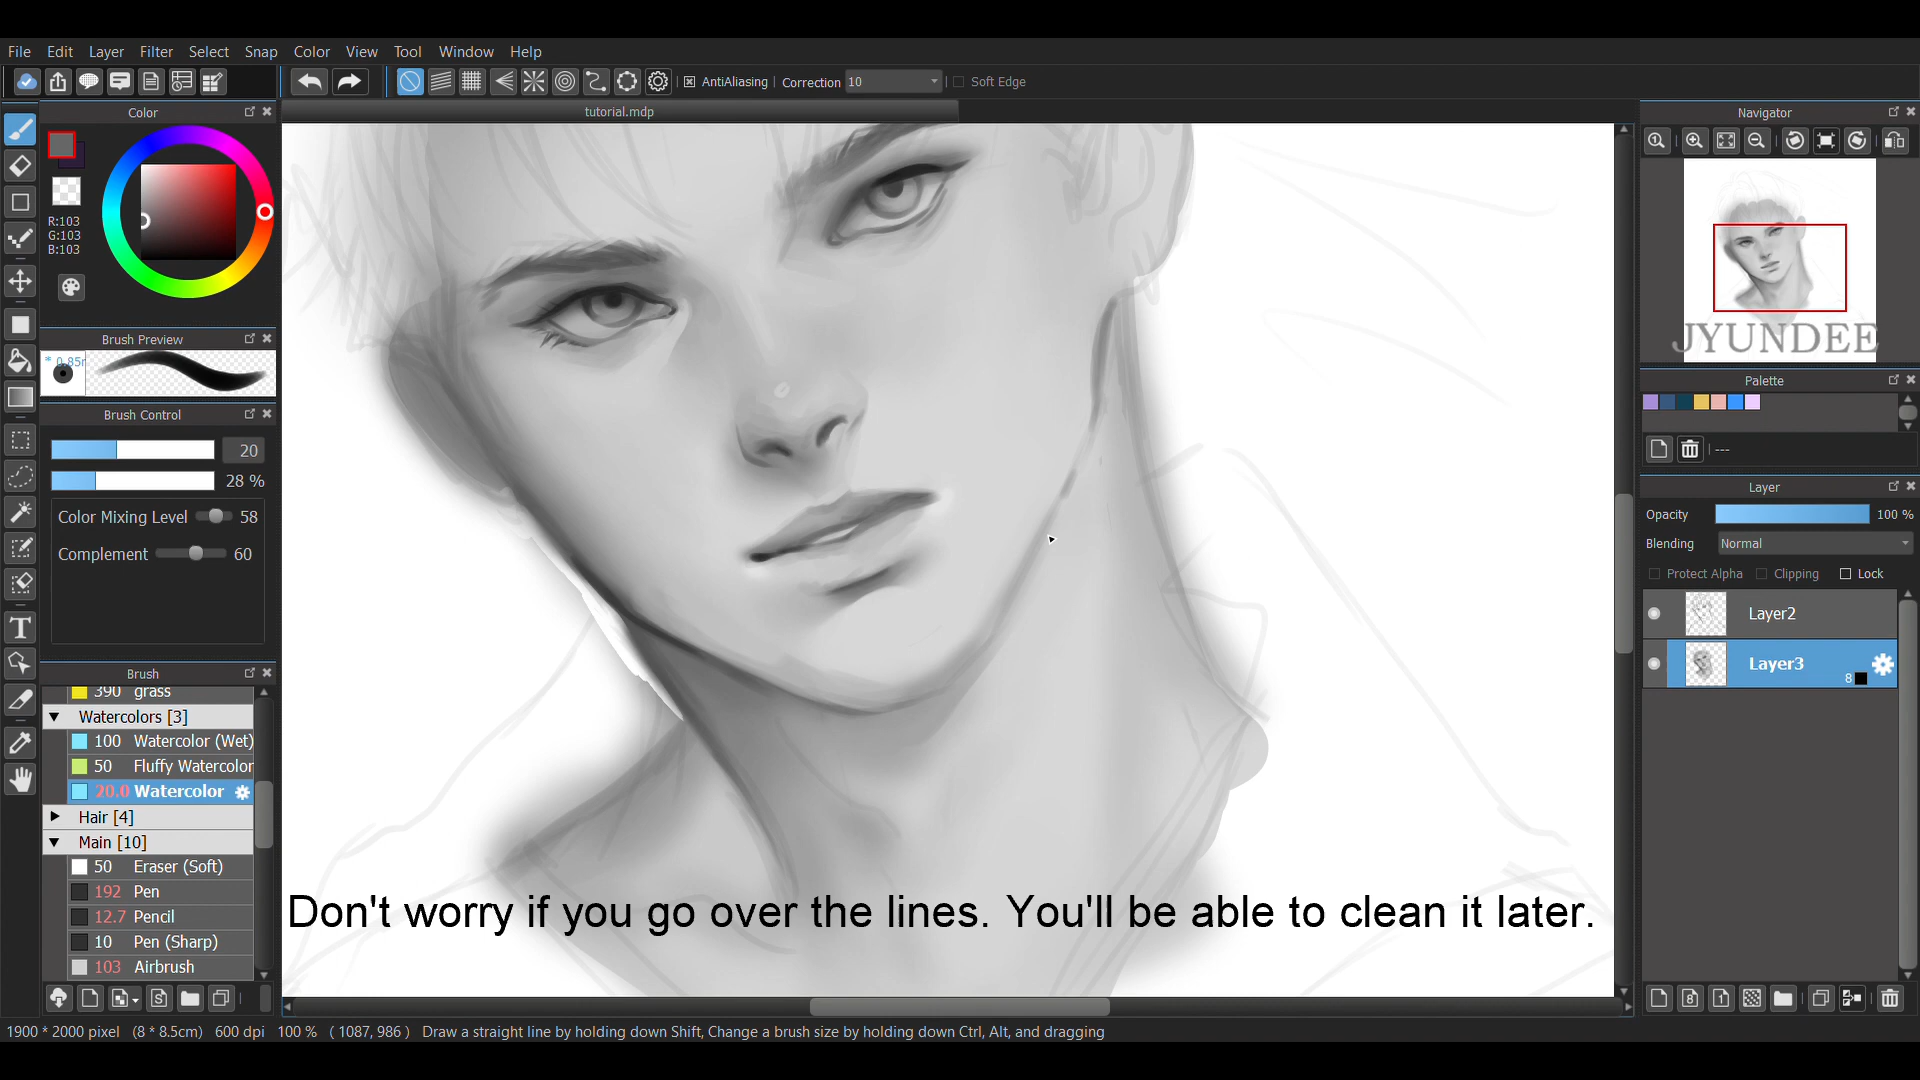 File Edit Layer Filter Select Snap Color View Tool Window Help
AntiAliasing Correction 10 Soft Edge
Color
tutorial.mdp
Navigator
R:103
G:103
B:103
JYUNDEE
Brush Preview
* 0.85
Palette
---
Brush Control
20
28 %
Color Mixing Level 58
Complement 60
Layer
Opacity 100 %
Blending Normal
Protect Alpha Clipping Lock
Layer2
Layer3
8
Brush
390 grass
Watercolors [3]
100 Watercolor (Wet)
50 Fluffy Watercolor
20.0 Watercolor
Hair [4]
Main [10]
50 Eraser (Soft)
192 Pen
12.7 Pencil
10 Pen (Sharp)
103 Airbrush
Don't worry if you go over the lines. You'll be able to clean it later.
1900 * 2000 pixel (8 * 8.5cm) 600 dpi 100 % ( 1087, 986 ) Draw a straight line by holding down Shift, Change a brush size by holding down Ctrl, Alt, and dragging